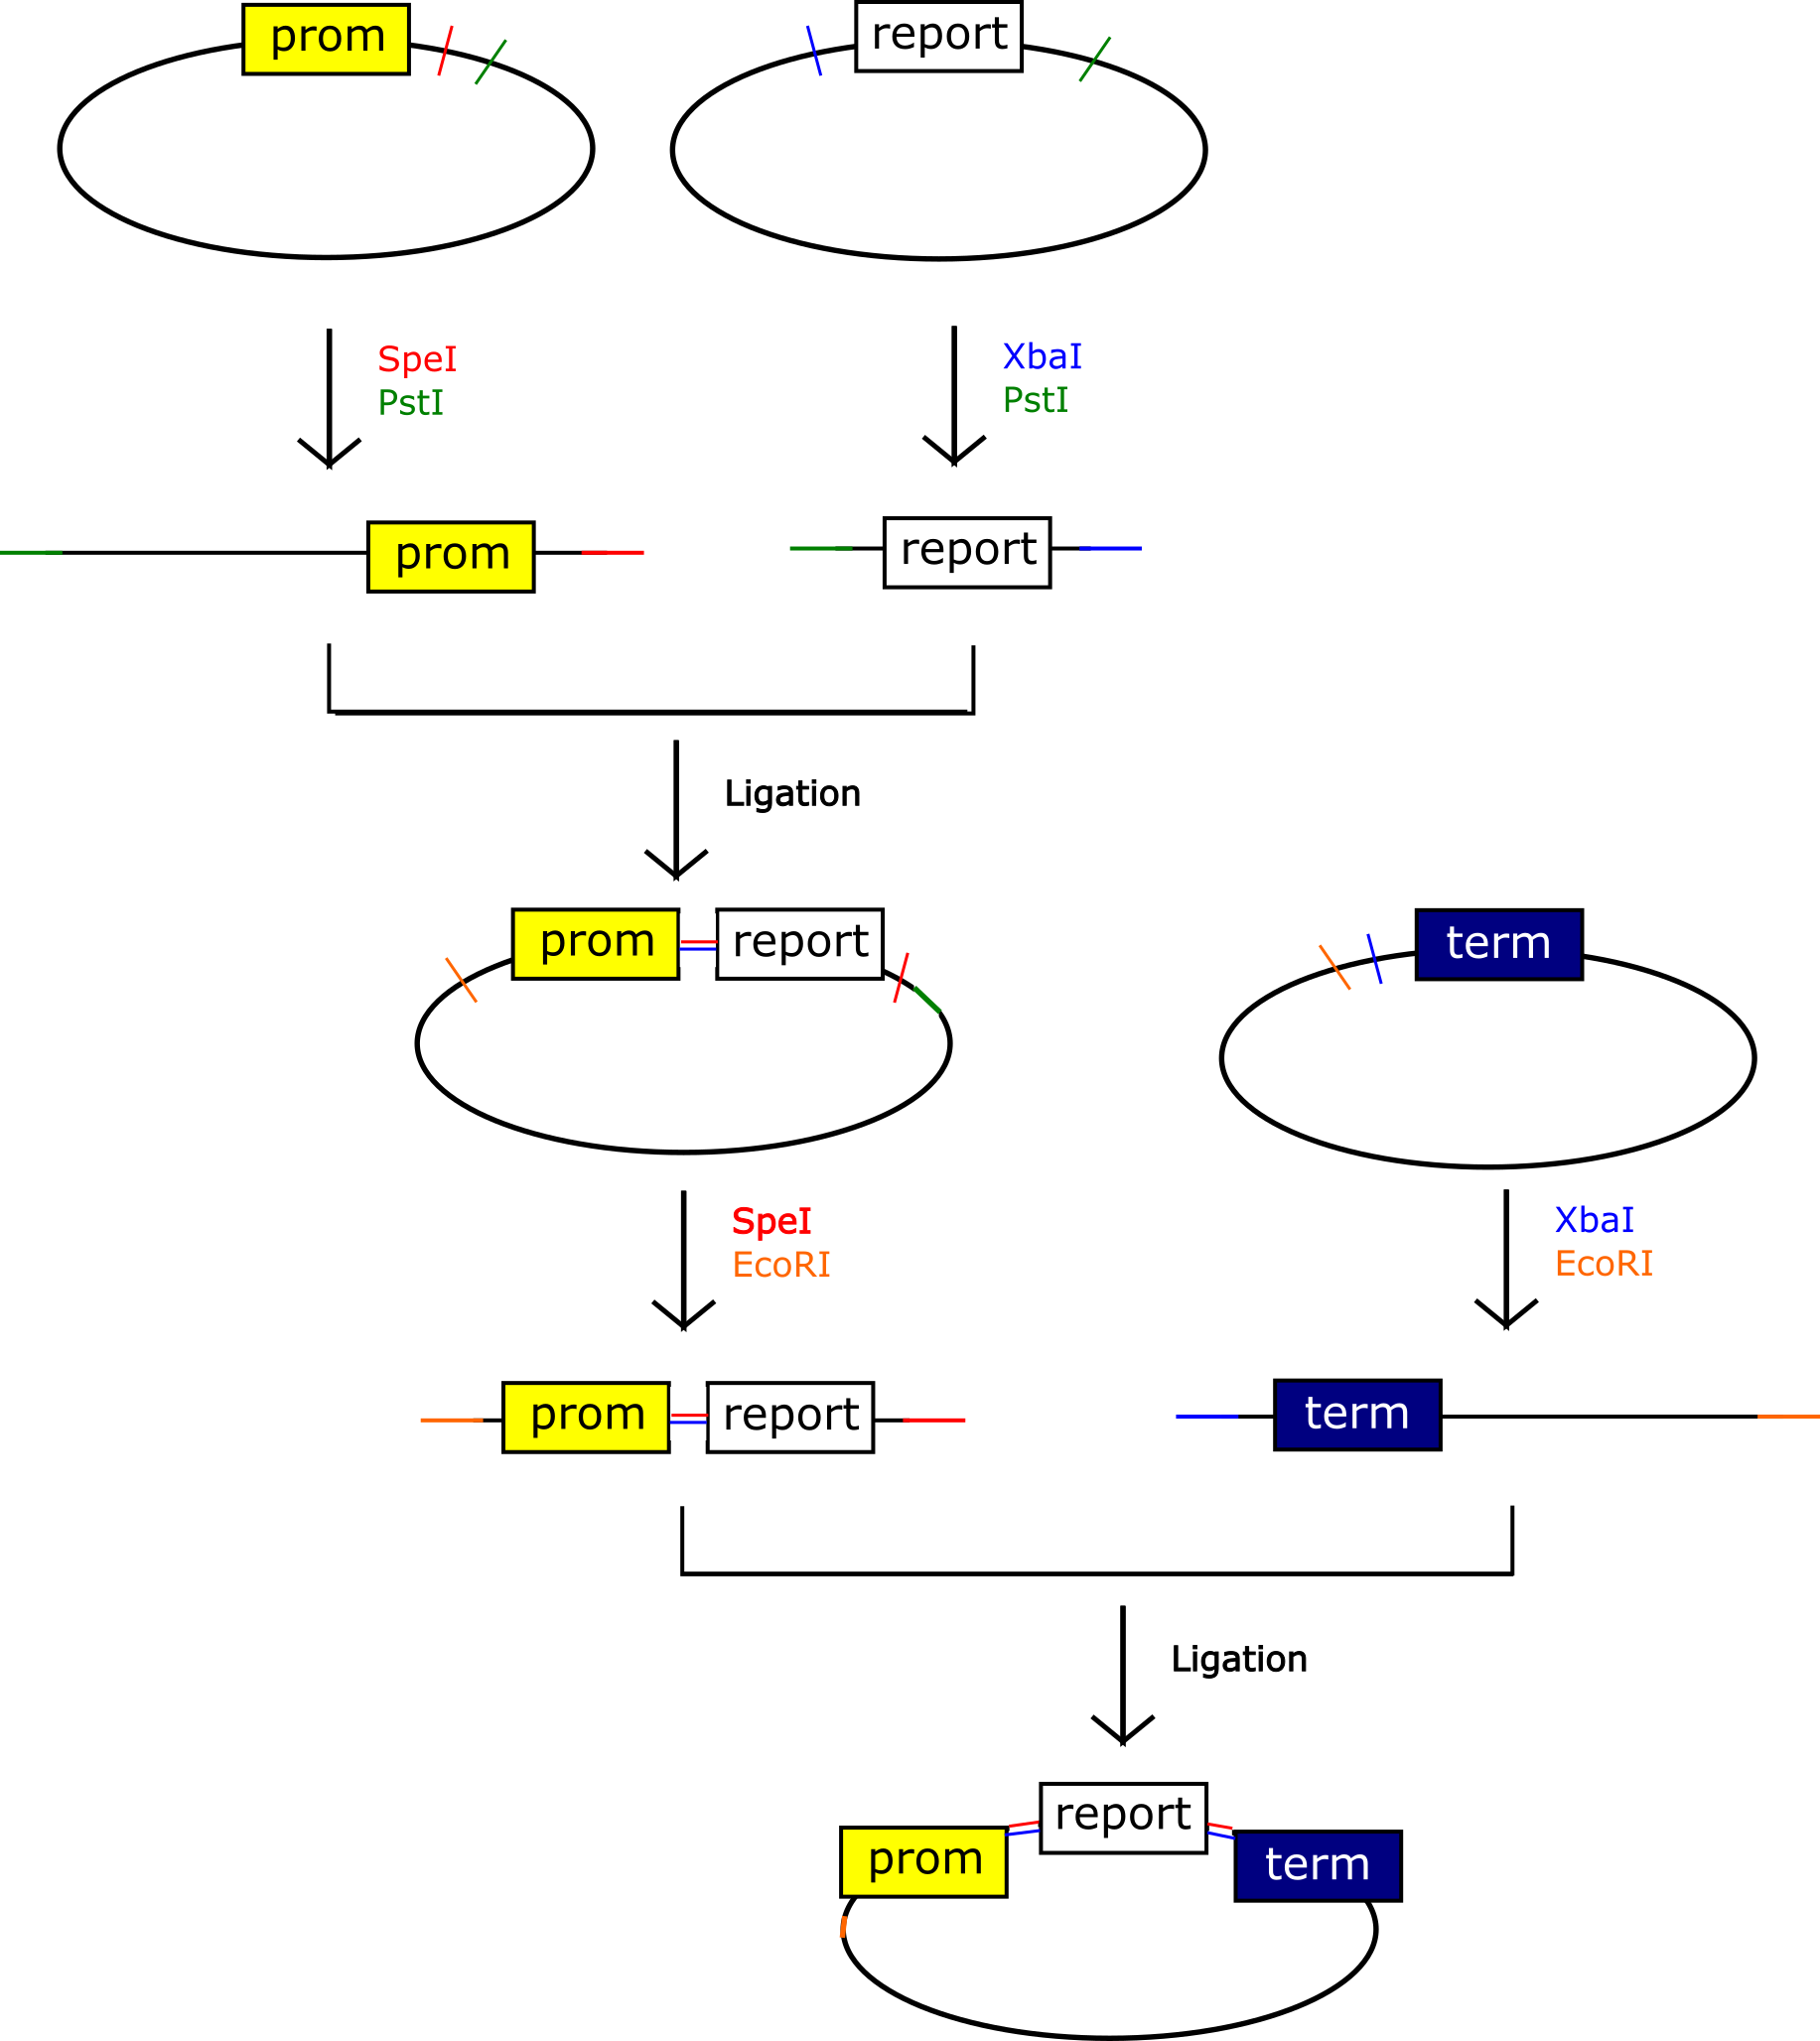 prom
report
SpeI
PstI
XbaI
PstI
prom
report
Ligation
prom
report
term
SpeI
EcoRI
XbaI
EcoRI
prom
report
term
Ligation
prom
report
term